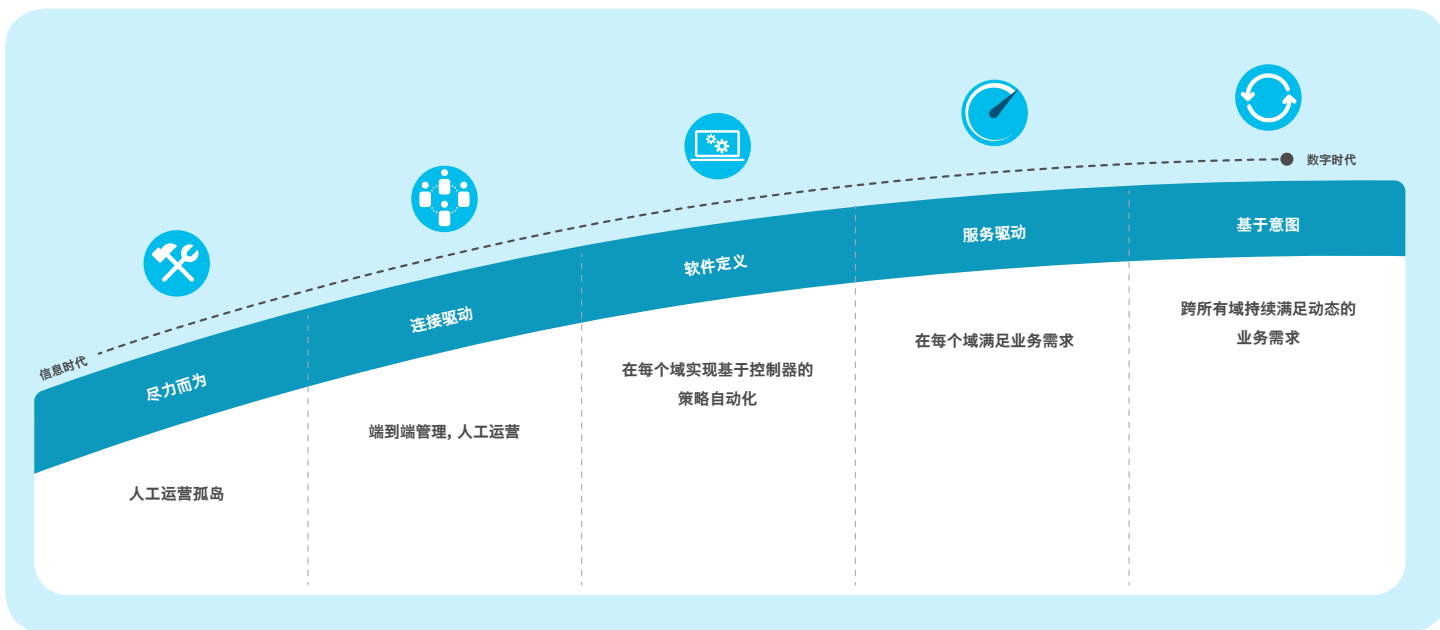 信息时代
数字时代
尽力而为
连接驱动
软件定义
服务驱动
基于意图
人工运营孤岛
端到端管理, 人工运营
在每个域实现基于控制器的
策略自动化
在每个域满足业务需求
跨所有域持续满足动态的
业务需求